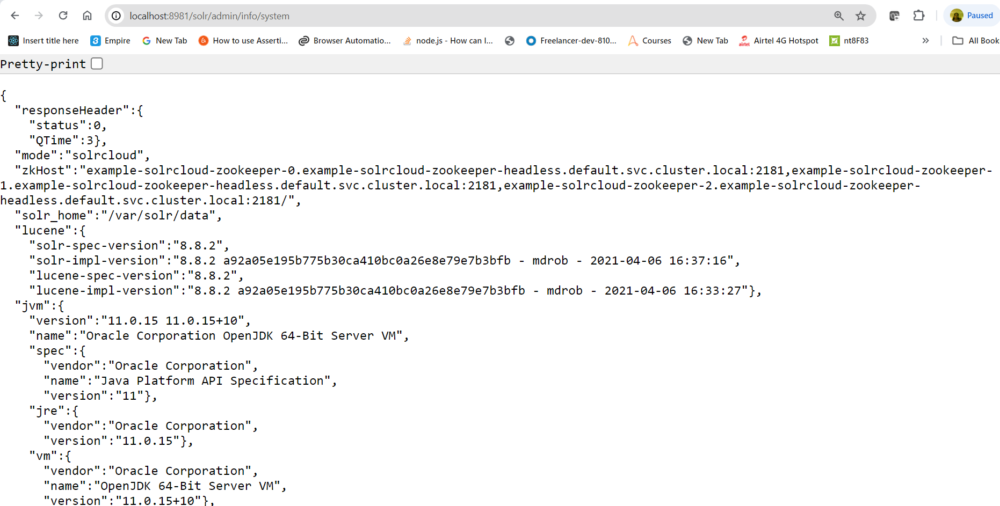 localhost:8981/solr/admin/info/system
Paused
Insert title here
Empire
New Tab
How to use Asserti...
Browser Automatio...
node.js - How can I...
Freelancer-dev-810...
Courses
New Tab
Airtel 4G Hotspot
nt8F83
»
All Book
airtel
Pretty-print
{
"responseHeader":{
"status":0,
"QTime":3},
"mode":"solrcloud",
"zkHost":"example-solrcloud-zookeeper-0.example-solrcloud-zookeeper-headless.default.svc.cluster.local:2181,example-solrcloud-zookeeper-
1.example-solrcloud-zookeeper-headless.default.svc.cluster.local:2181,example-solrcloud-zookeeper-2.example-solrcloud-zookeeper-
headless.default.svc.cluster.local:2181/",
"solr_home":"/var/solr/data",
"lucene":{
"solr-spec-version":"8.8.2",
"solr-impl-version":"8.8.2 a92a05e195b775b30ca410bc0a26e8e79e7b3bfb - mdrob - 2021-04-06 16:37:16",
"lucene-spec-version":"8.8.2",
"lucene-impl-version":"8.8.2 a92a05e195b775b30ca410bc0a26e8e79e7b3bfb - mdrob - 2021-04-06 16:33:27"},
"jvm":{
"version":"11.0.15 11.0.15+10",
"name":"Oracle Corporation OpenJDK 64-Bit Server VM",
"spec":{
"vendor":"Oracle Corporation",
"name":"Java Platform API Specification",
"version":"11"},
"jre":{
"vendor":"Oracle Corporation",
"version":"11.0.15"},
"vm":{
"vendor":"Oracle Corporation",
"name":"OpenJDK 64-Bit Server VM",
"version":"11.0.15+10"},